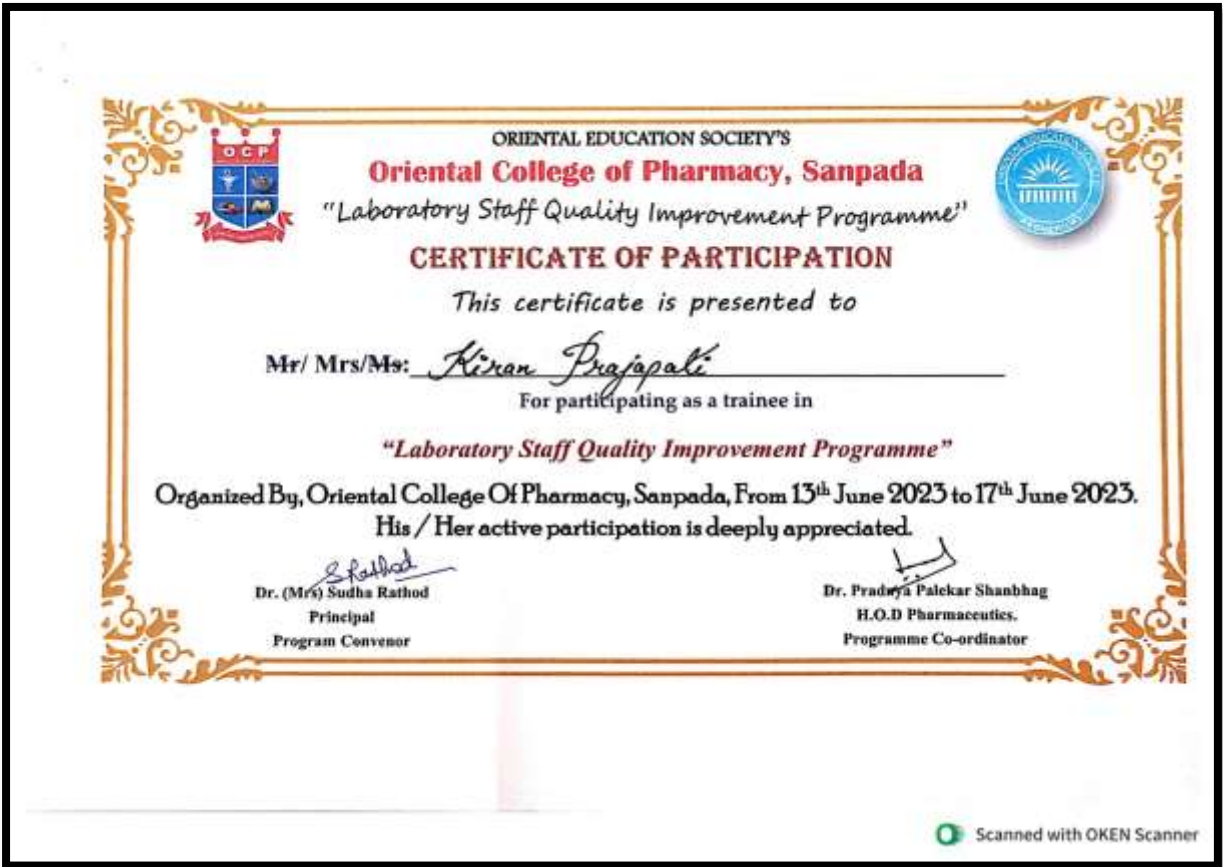 ORIENTAL EDUCATION SOCIETY'S
OCP
Oriental College of Pharmacy, Sanpada
"Laboratory Staff Quality Improvement Programme"
CERTIFICATE OF PARTICIPATION
This certificate is presented to
Mr/ Mrs/Ms: Kiran Prajapati
For participating as a trainee in
"Laboratory Staff Quality Improvement Programme"
Organized By, Oriental College Of Pharmacy, Sanpada, From 13th June 2023 to 17th June 2023.
His / Her active participation is deeply appreciated.
SRathod
Dr. (Mrs) Sudha Rathod
Principal
Program Convenor
Dr. Pradnya Palekar Shanbhag
H.O.D Pharmaceutics.
Programme Co-ordinator
Scanned with OKEN Scanner